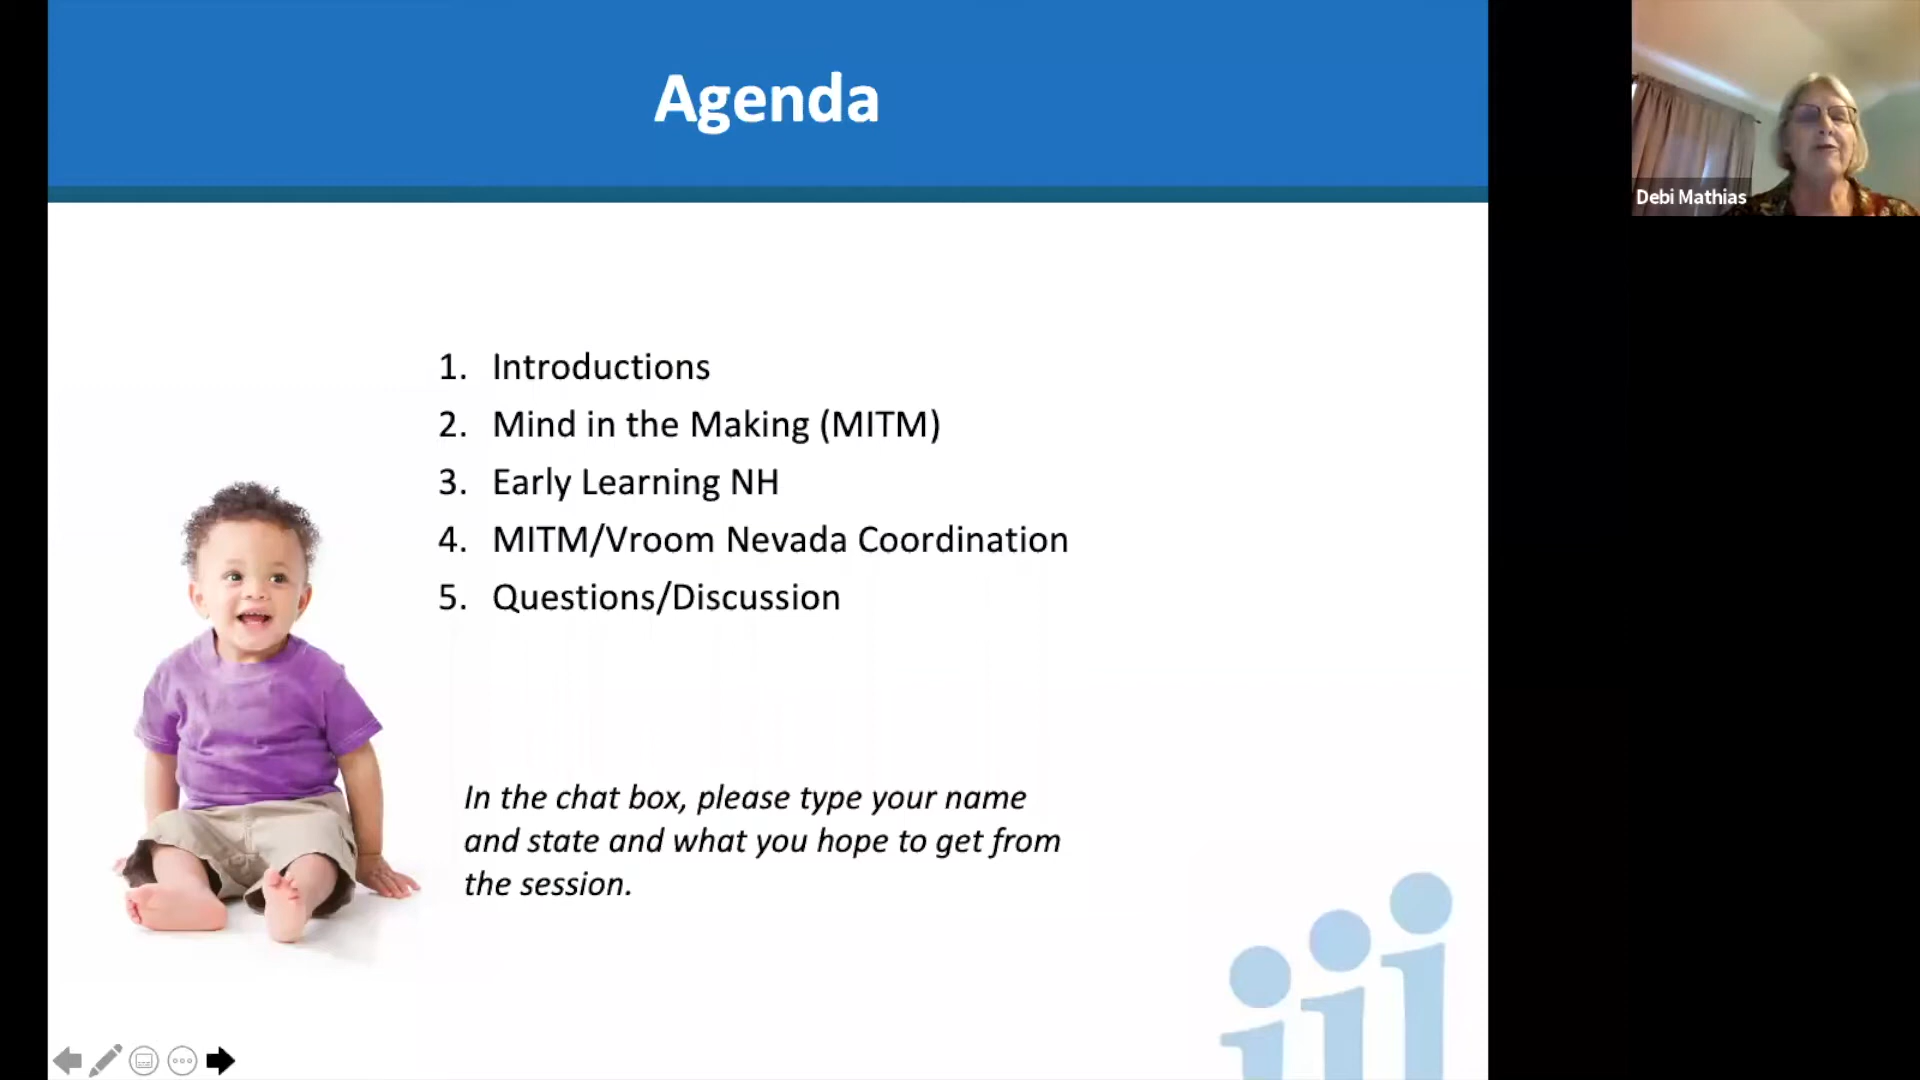 Agenda
1. Introductions
2. Mind in the Making (MITM)
3. Early Learning NH
4. MITM/Vroom Nevada Coordination
5. Questions/Discussion
In the chat box, please type your name
and state and what you hope to get from
the session.
Debi Mathias